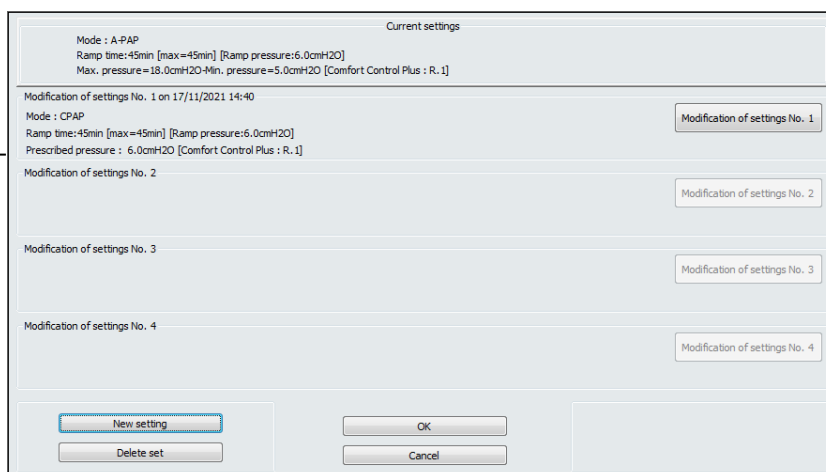 Current settings
Mode : A-PAP
Ramp time:45min [max=45min] [Ramp pressure:6.0cmH2O]
Max. pressure=18.0cmH2O-Min. pressure=5.0cmH2O [Comfort Control Plus : R.1]
Modification of settings No. 1 on 17/11/2021 14:40
Mode : CPAP
Modification of settings No. 1
Ramp time:45min [max=45min] [Ramp pressure:6.0cmH2O]
Prescribed pressure : 6.0cmH2O [Comfort Control Plus : R.1]
Modification of settings No. 2
Modification of settings No. 2
Modification of settings No. 3
Modification of settings No. 3
Modification of settings No. 4
Modification of settings No. 4
New setting
OK
Delete set
Cancel